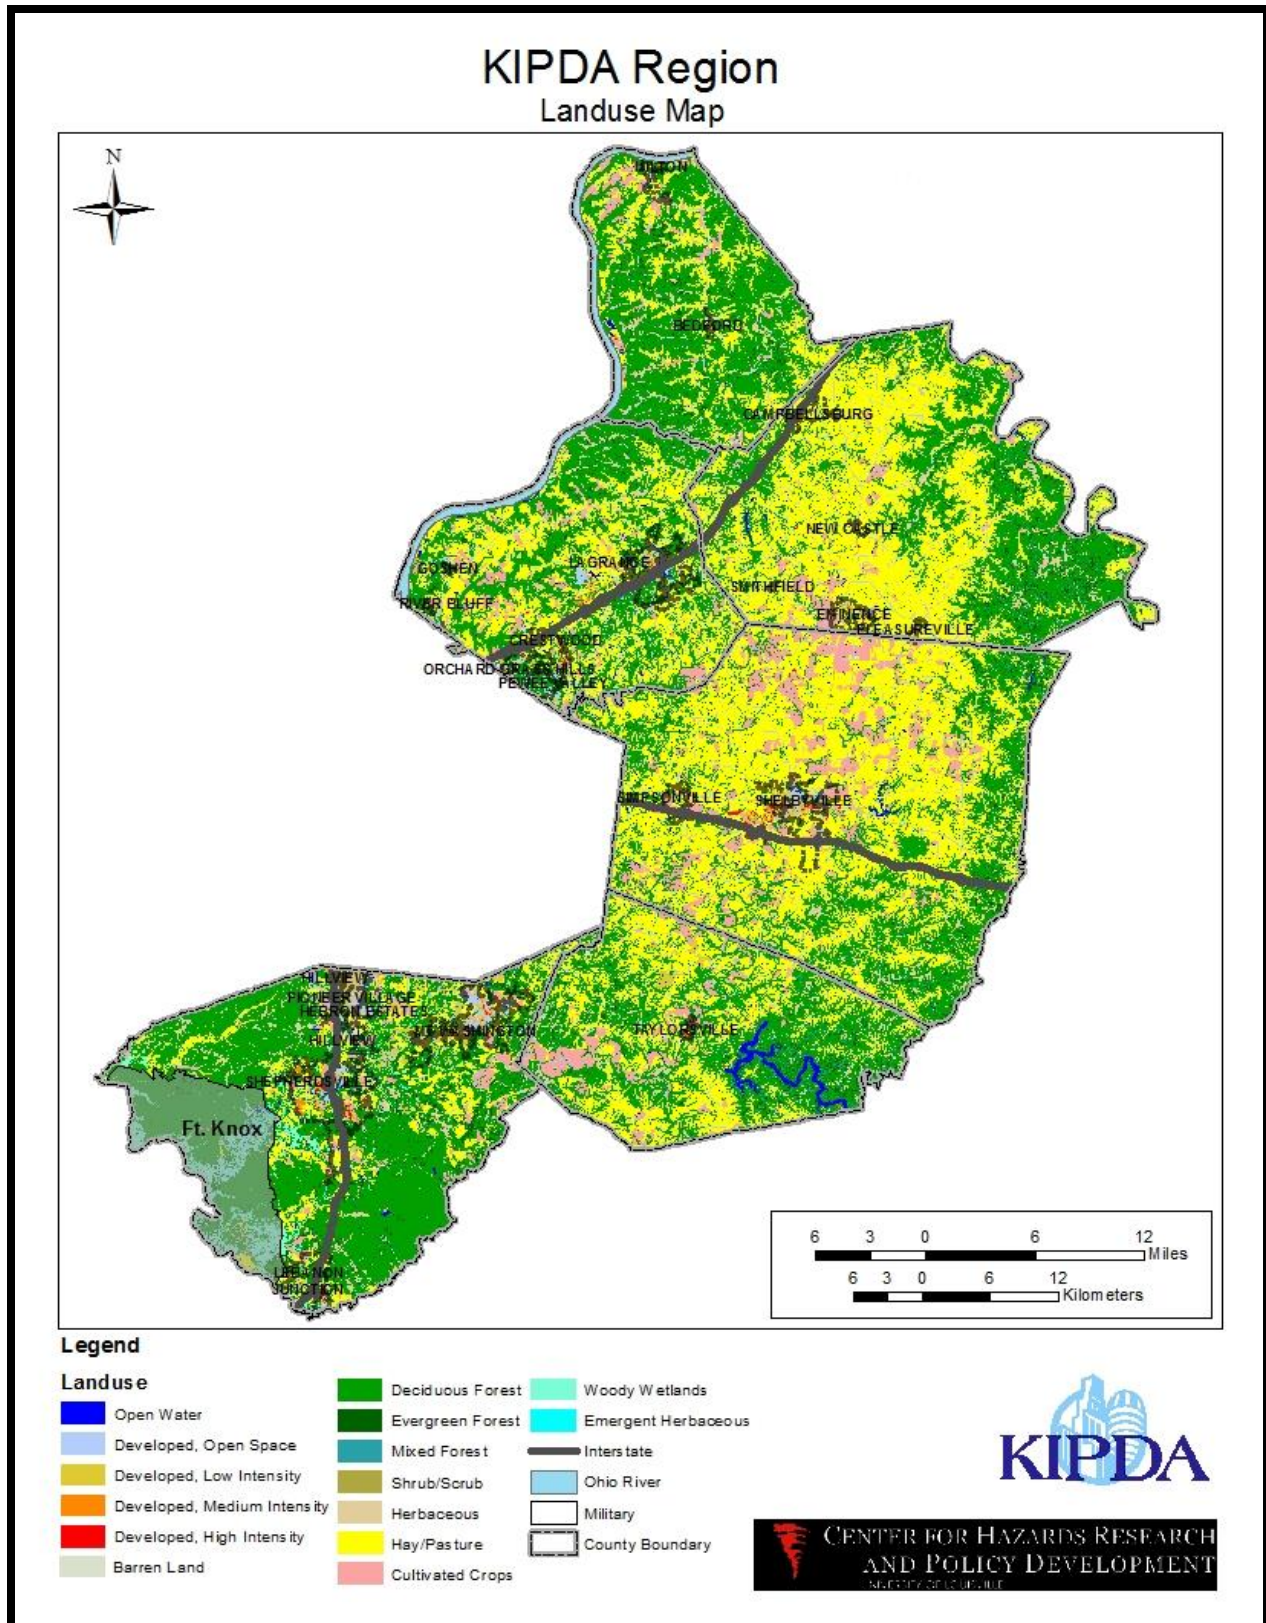 KIPDA Region
Landuse Map
N
MILTON
BEDFORD
CAMPBELLSBURG
NEW CASTLE
LAGRANGE
GOSHEN
SMITHFIELD
RIVER BLUFF
EMINENCE
PLEASUREVILLE
CRESTWOOD
ORCHARD GRASS HILLS
PEWEE VALLEY
SIMPSONVILLE
SHELBYVILLE
HILLVIEW
PIONEER VILLAGE
HEBRON ESTATES
MT WASHINGTON
TAYLORSVILLE
HILLVIEW
SHEPHERDSVILLE
Ft. Knox
LEBANON
JUNCTION
6 3 0 6 12
Miles
6 3 0 6 12
Kilometers
Legend
Landuse
Open Water
Developed, Open Space
Developed, Low Intensity
Developed, Medium Intensity
Developed, High Intensity
Barren Land
Deciduous Forest
Evergreen Forest
Mixed Forest
Shrub/Scrub
Herbaceous
Hay/Pasture
Cultivated Crops
Woody Wetlands
Emergent Herbaceous
Interstate
Ohio River
Military
County Boundary
KIPDA
CENTER FOR HAZARDS RESEARCH
AND POLICY DEVELOPMENT
UNIVERSITY OF LOUISVILLE